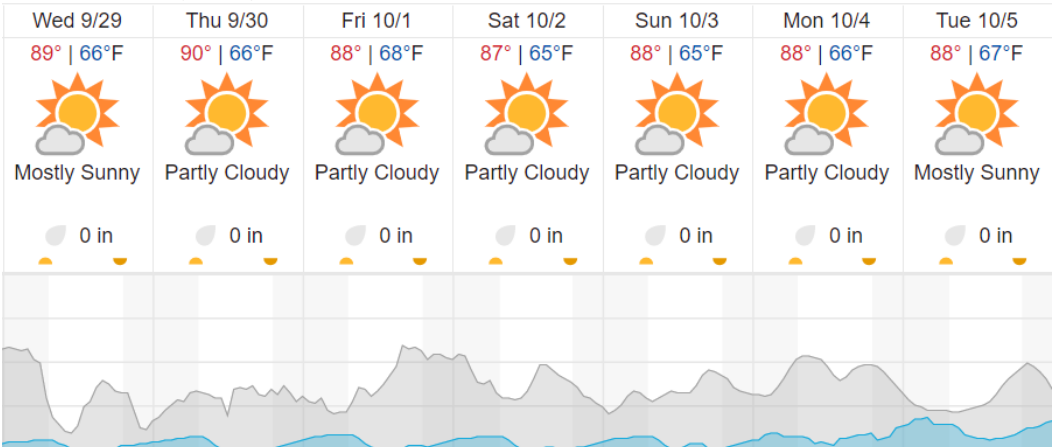 Wed 9/29 Thu 9/30 Fri 10/1 Sat 10/2 Sun 10/3 Mon 10/4 Tue 10/5
89° | 66°F 90° | 66°F 88° | 68°F 87° | 65°F 88° | 65°F 88° | 66°F 88° | 67°F
Mostly Sunny Partly Cloudy Partly Cloudy Partly Cloudy Partly Cloudy Partly Cloudy Mostly Sunny
0 in 0 in 0 in 0 in 0 in 0 in 0 in